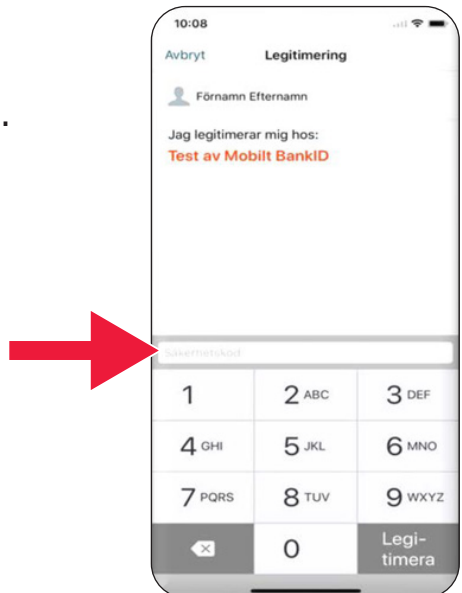 10:08
Avbryt Legitimering
Förnamn Efternamn
.
Jag legitimerar mig hos:
Test av Mobilt BankID
Säkerhetskod
1 2 ABC 3 DEF
4 GHI 5 JKL 6 MNO
7 PQRS 8 TUV 9 WXYZ
0 Legi-
timera